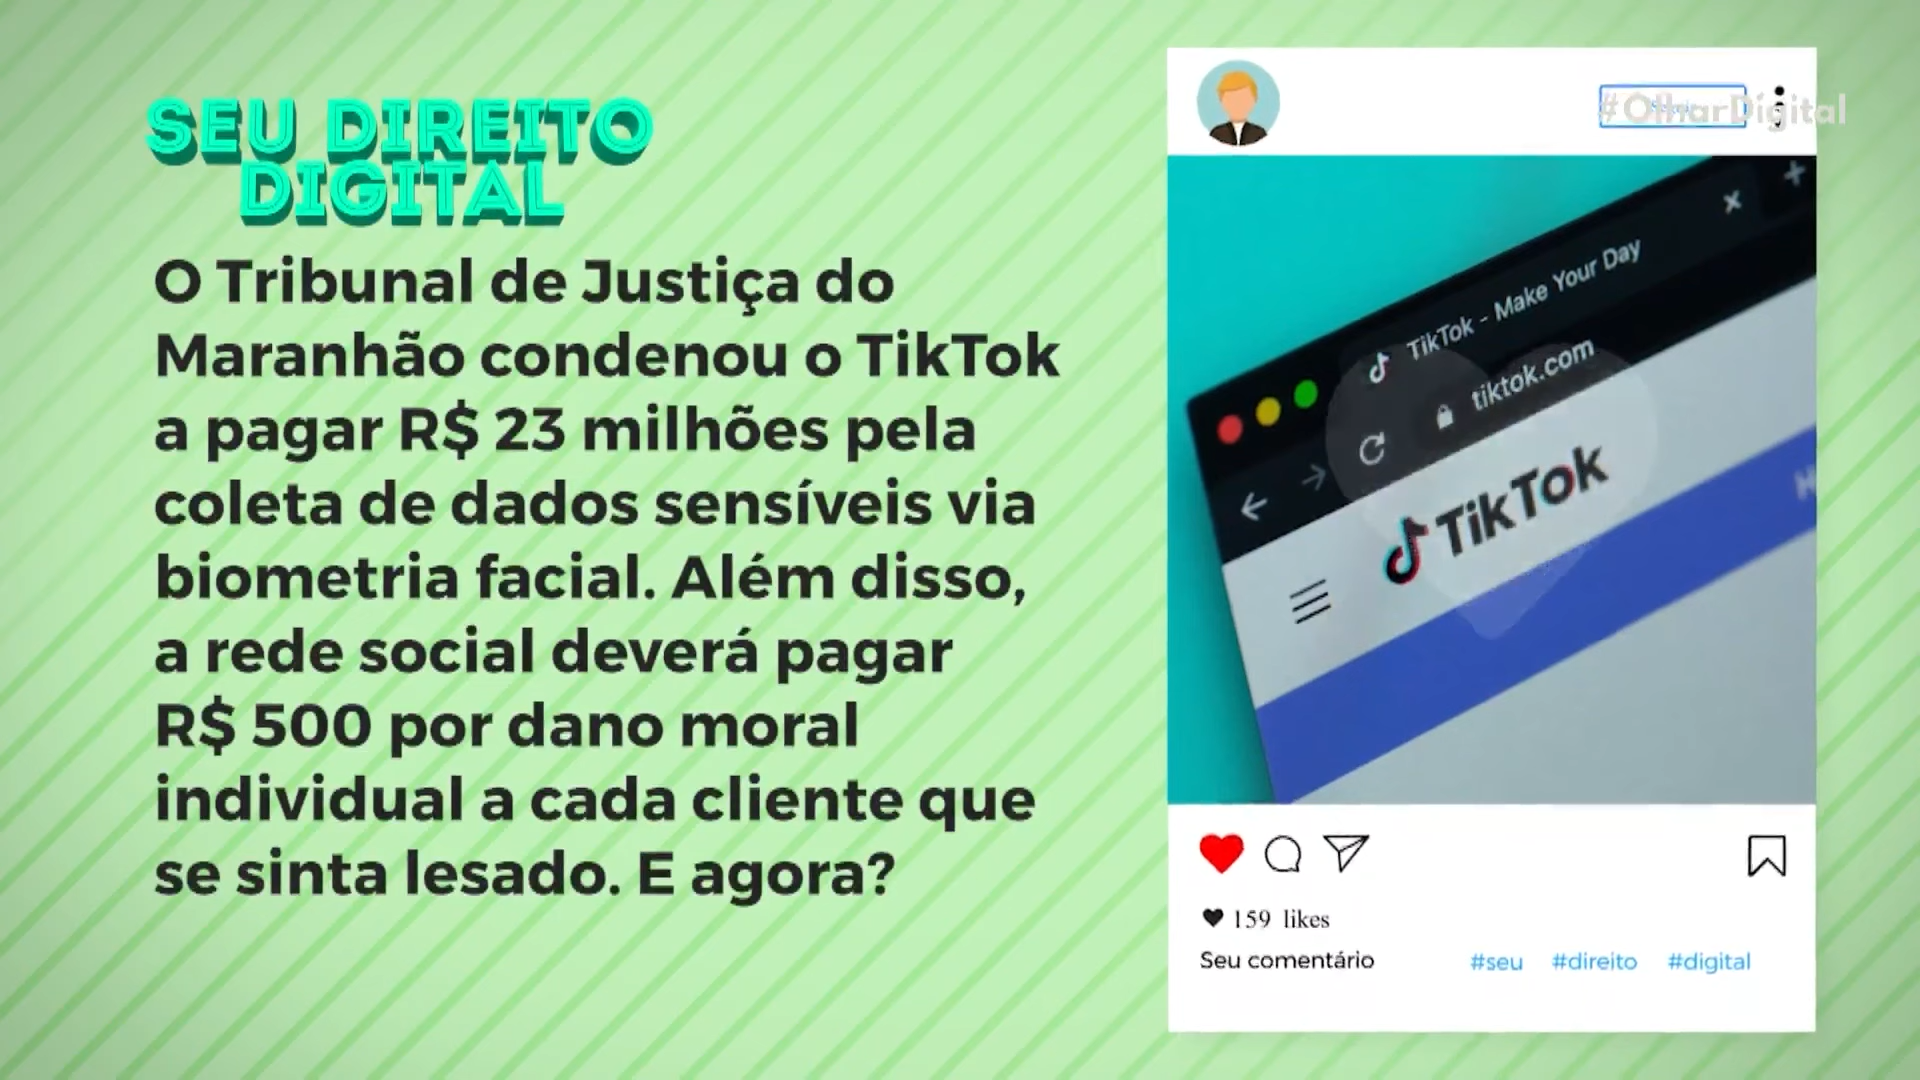 SEU DIREITO
DIGITAL
O Tribunal de Justiça do
Maranhão condenou o TikTok
a pagar R$ 23 milhões pela
coleta de dados sensíveis via
biometria facial. Além disso,
a rede social deverá pagar
R$ 500 por dano moral
individual a cada cliente que
se sinta lesado. E agora?
#OlharDigital
TikTok - Make Your Day
tiktok.com
TikTok
159 likes
Seu comentário #seu #direito #digital